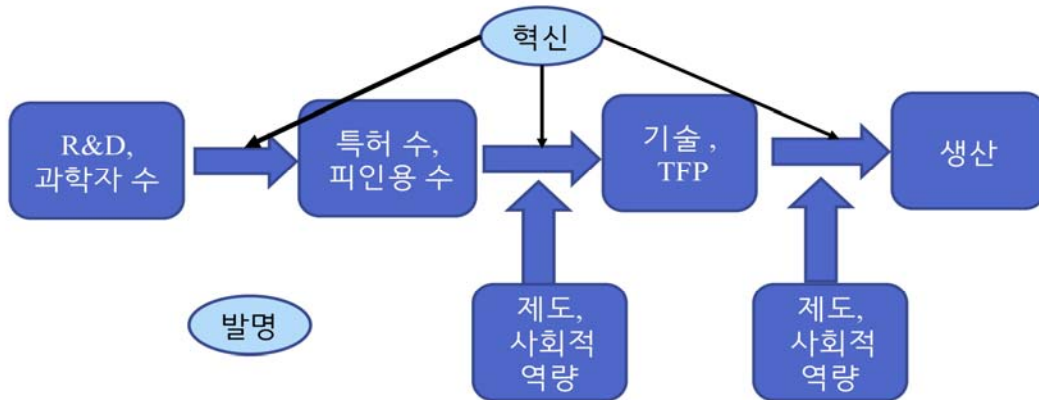 혁신
R&D,
과학자 수
특허 수,
피인용 수
기술 ,
TFP
생산
발명
제도,
사회적
역량
제도,
사회적
역량